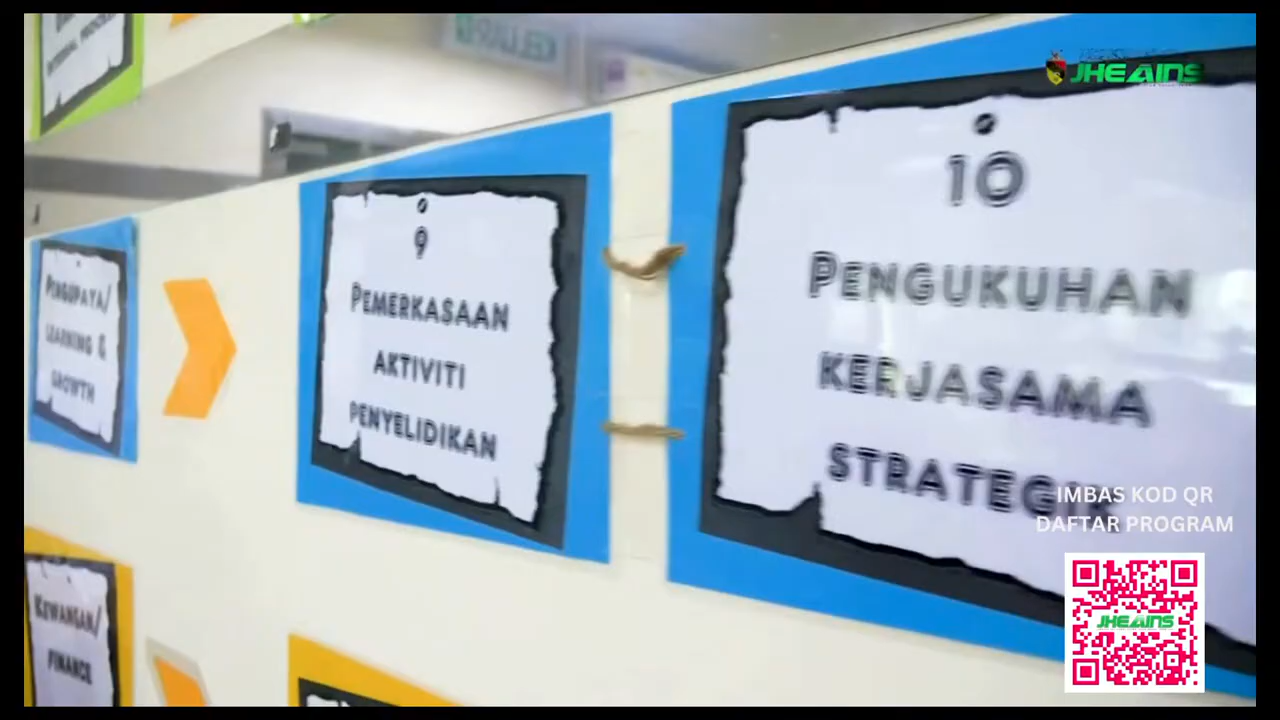 JHEAINS
10
PENGUKUHAN
KERJASAMA
STRATEGIK
9
PEMERKASAAN
AKTIVITI
PENYELIDIKAN
PENGUPAYA/
LEARNING &
GROWTH
KEWANGAN/
FINANCE
IMBAS KOD QR
DAFTAR PROGRAM
JHEAINS